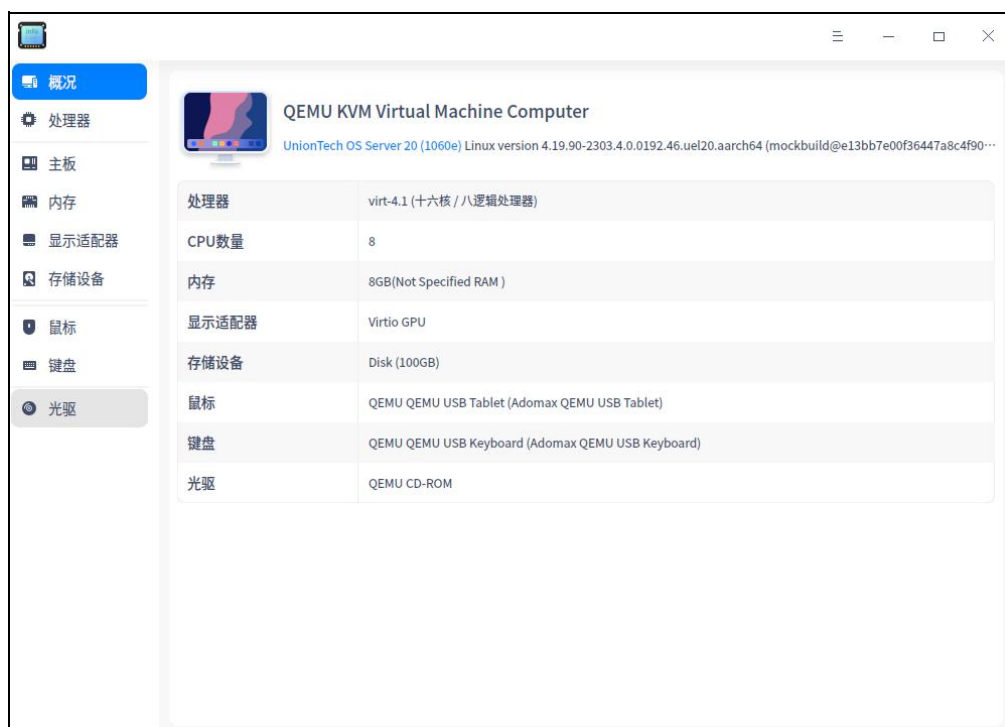 概况
处理器
主板
内存
显示适配器
存储设备
鼠标
键盘
光驱
QEMU KVM Virtual Machine Computer
UnionTech OS Server 20 (1060e) Linux version 4.19.90-2303.4.0.0192.46.uel20.aarch64 (mockbuild@e13bb7e00f36447a8c4f90···
处理器 virt-4.1 (十六核 / 八逻辑处理器)
CPU数量 8
内存 8GB(Not Specified RAM )
显示适配器 Virtio GPU
存储设备 Disk (100GB)
鼠标 QEMU QEMU USB Tablet (Adomax QEMU USB Tablet)
键盘 QEMU QEMU USB Keyboard (Adomax QEMU USB Keyboard)
光驱 QEMU CD-ROM